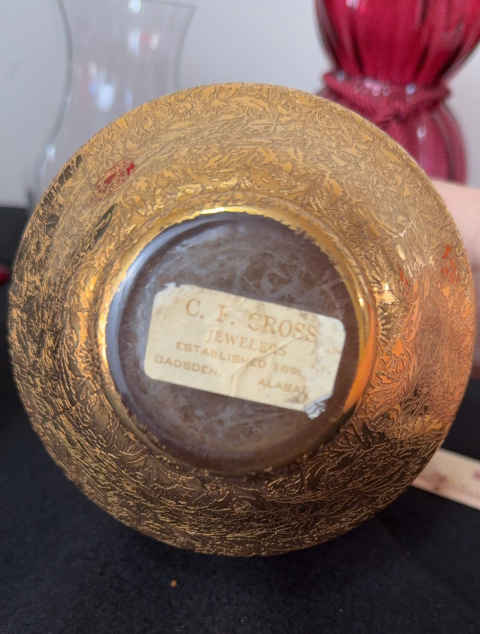 C. F. CROSS
JEWELERS
ESTABLISHED
GADSDEN,